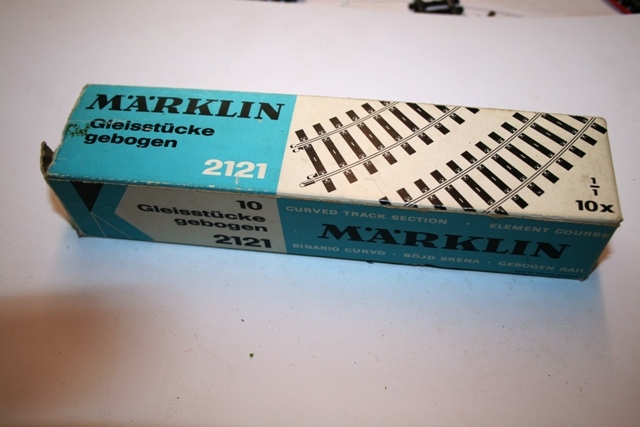 MÄRKLIN
Gleisstücke
gebogen
2121
1/1
10x
10
Gleisstücke
gebogen
2121
CURVED TRACK SECTION · ELEMENT COURBE
MÄRKLIN
BINARIO CURVO · BÖJD SKENA · GEBOGEN RAIL